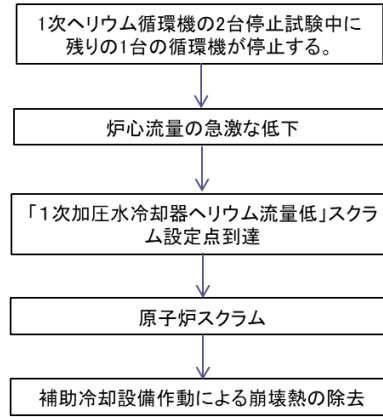 1次ヘリウム循環機の2台停止試験中に
残りの1台の循環機が停止する。
炉心流量の急激な低下
「1次加圧水冷却器ヘリウム流量低」スクラ
ム設定点到達
原子炉スクラム
補助冷却設備作動による崩壊熱の除去